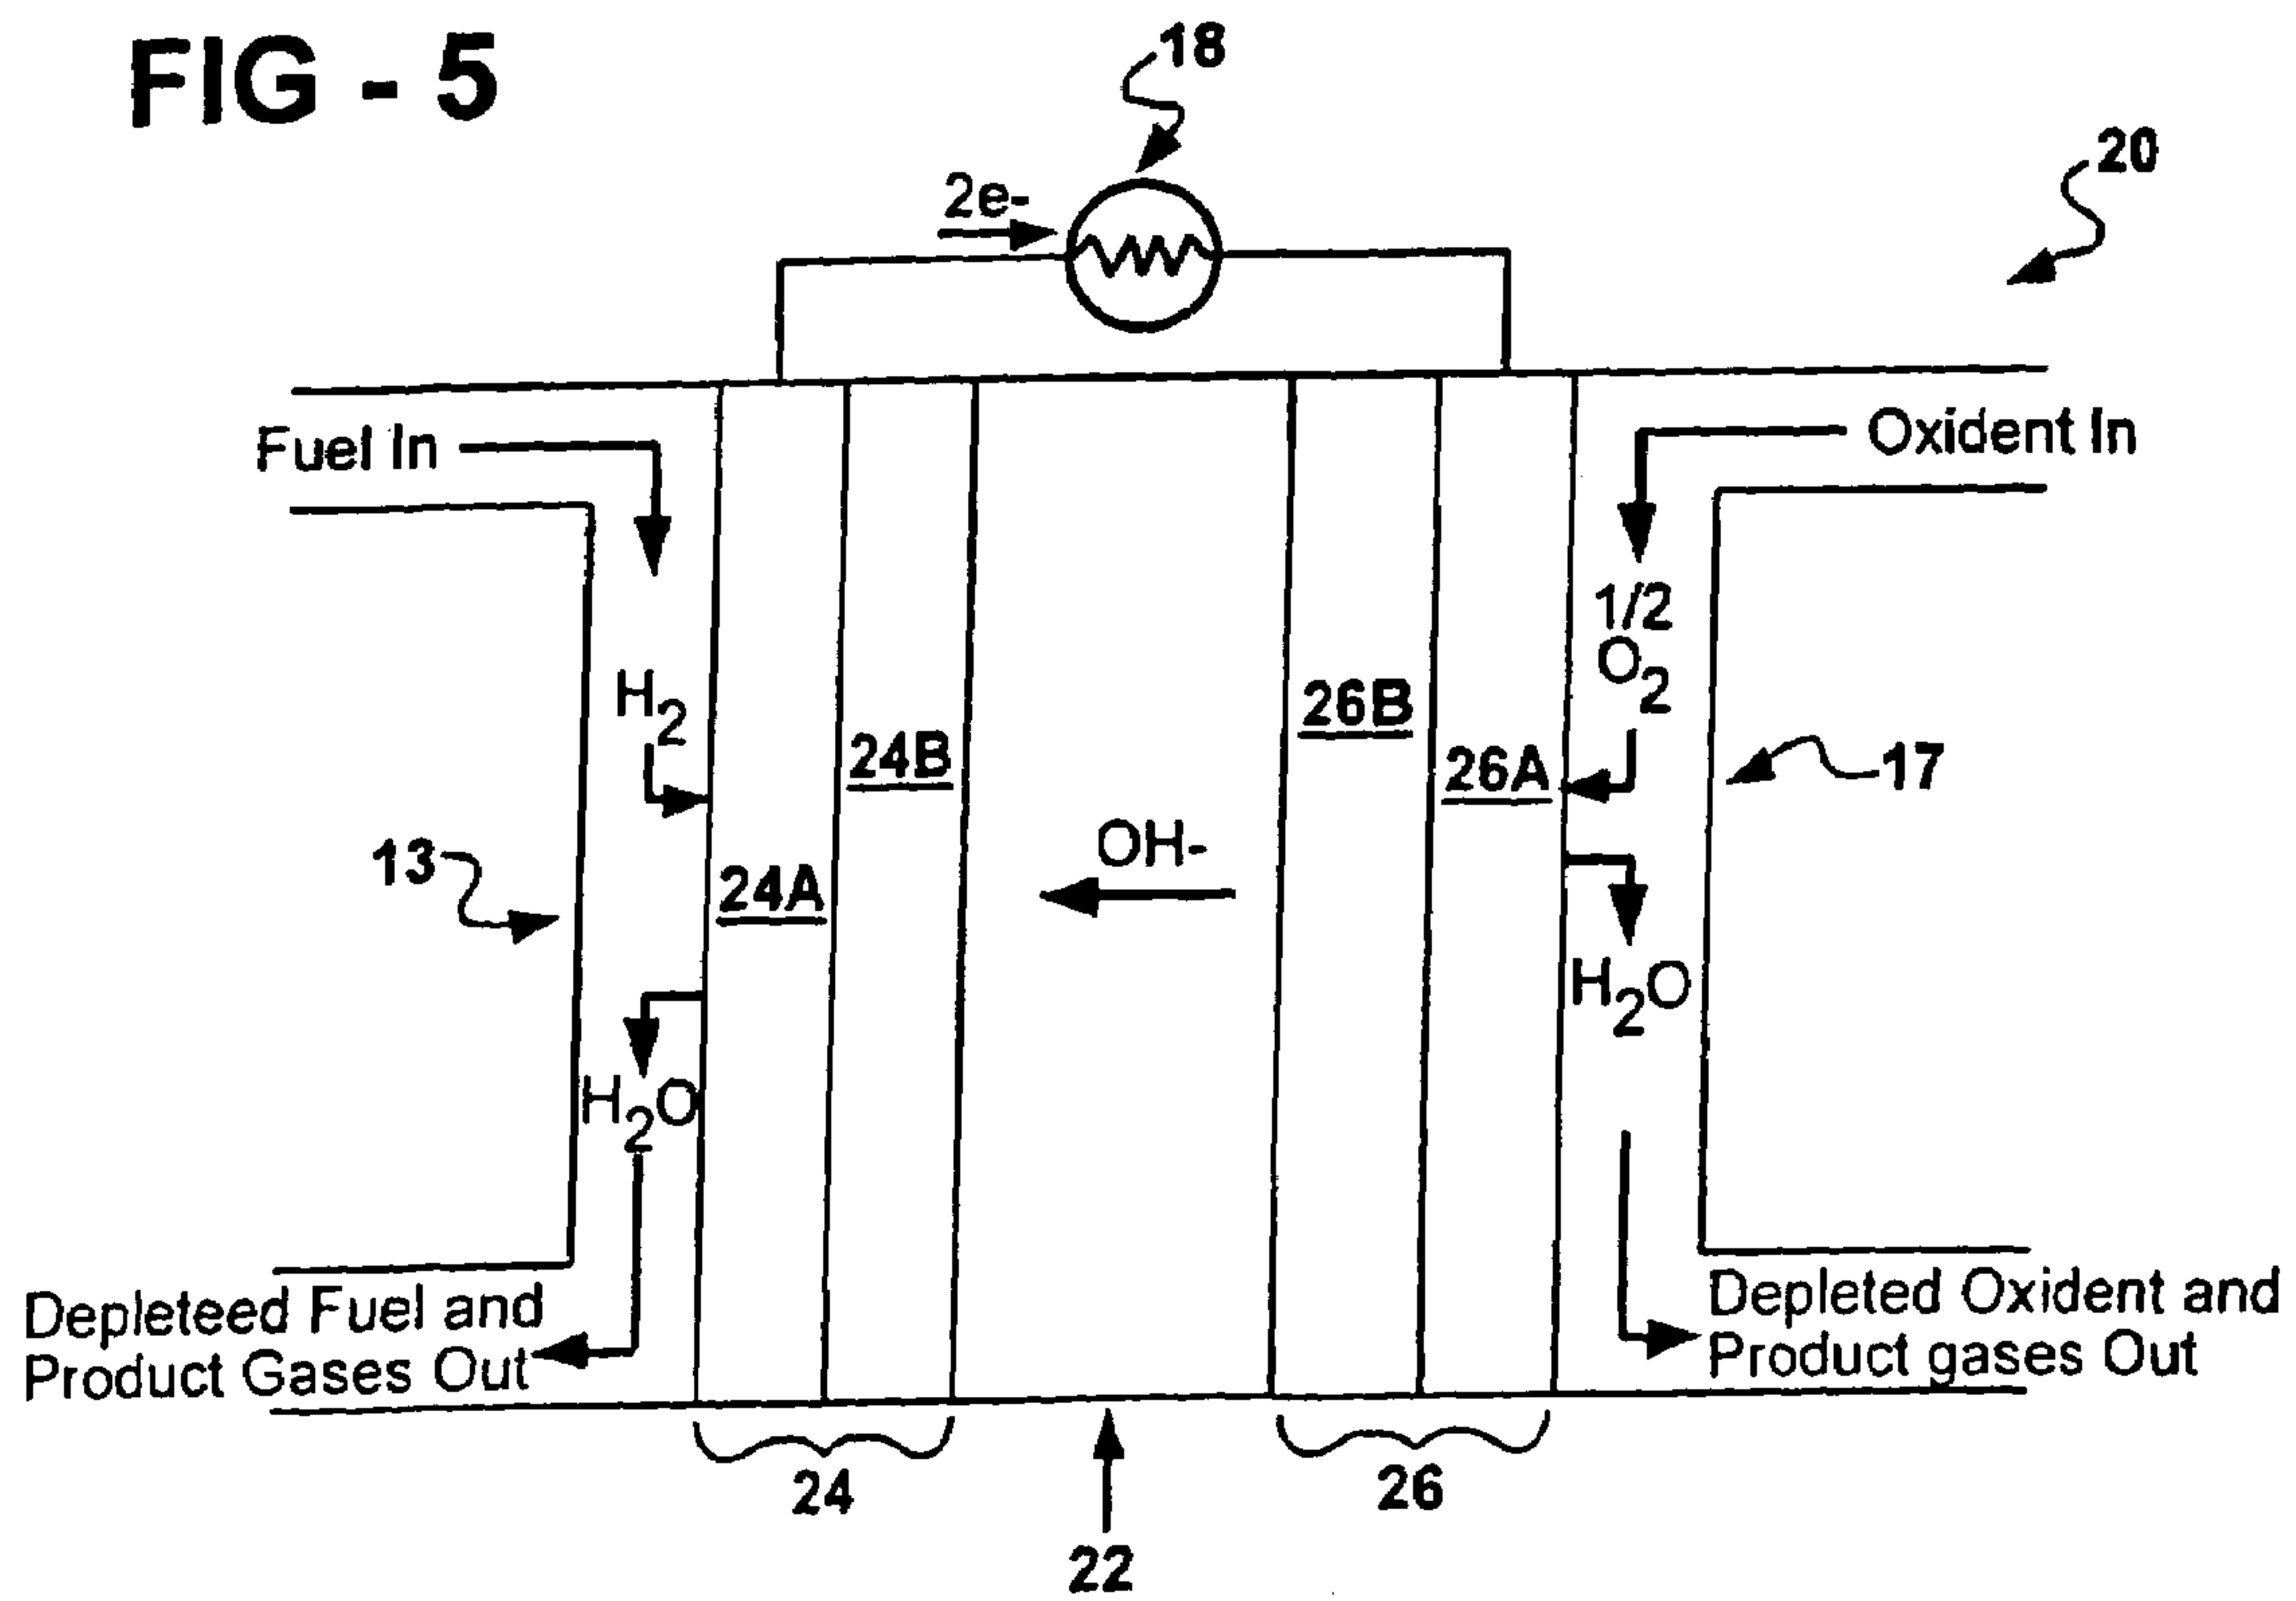 FIG - 5
18
20
2e-
Fuel In
Oxident In
1/2
O2
H2
26B
24B
26A
17
OH-
13
24A
H2O
H2O
Depleteed Fuel and
Product Gases Out
Depleted Oxident and
Product gases Out
24
26
22